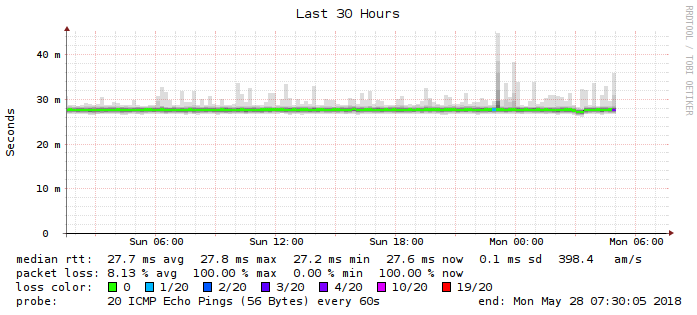 Last 30 Hours
RRDTOOL / TOBI OETIKER
Seconds
40 m
30 m
20 m
10 m
0
Sun 06:00 Sun 12:00 Sun 18:00 Mon 00:00 Mon 06:00
median rtt: 27.7 ms avg 27.8 ms max 27.2 ms min 27.6 ms now 0.1 ms sd 398.4 am/s
packet loss: 8.13 % avg 100.00 % max 0.00 % min 100.00 % now
loss color: 0 1/20 2/20 3/20 4/20 10/20 19/20
probe: 20 ICMP Echo Pings (56 Bytes) every 60s end: Mon May 28 07:30:05 2018